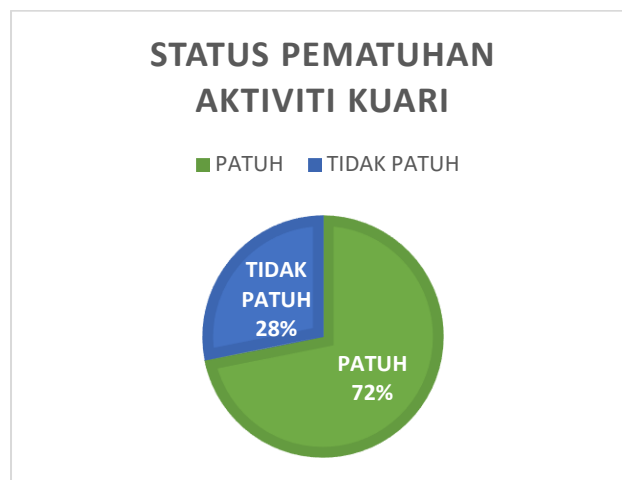 STATUS PEMATUHAN
AKTIVITI KUARI
PATUH TIDAK PATUH
TIDAK
PATUH
28%
PATUH
72%